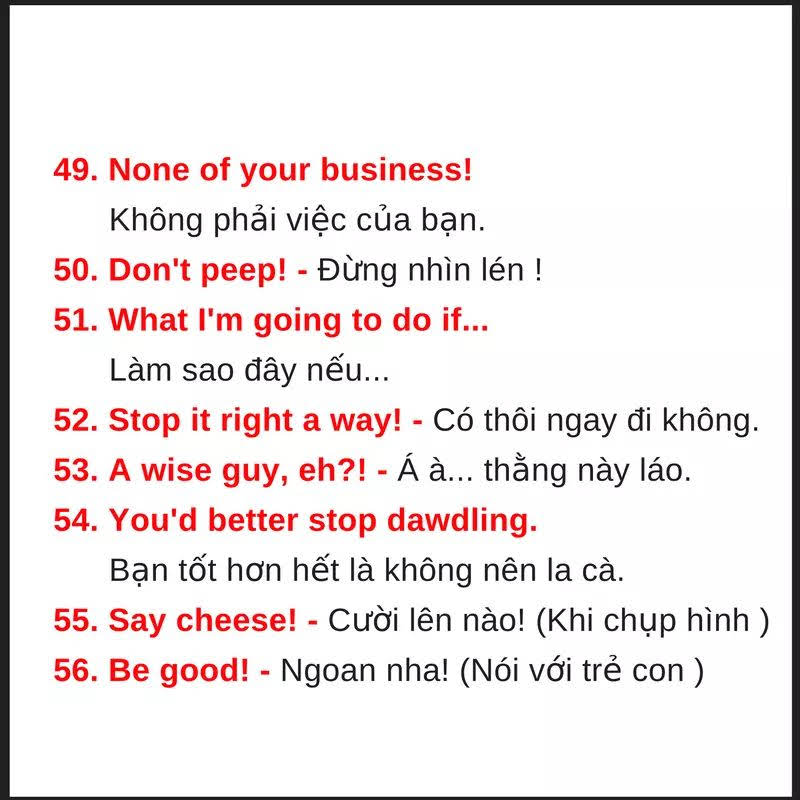 49. None of your business!
Không phải việc của bạn.
50. Don't peep! - Đừng nhìn lén !
51. What I'm going to do if...
Làm sao đây nếu...
52. Stop it right a way! - Có thôi ngay đi không.
53. A wise guy, eh?! - Á à... thằng này láo.
54. You'd better stop dawdling.
Bạn tốt hơn hết là không nên la cà.
55. Say cheese! - Cười lên nào! (Khi chụp hình )
56. Be good! - Ngoan nha! (Nói với trẻ con )